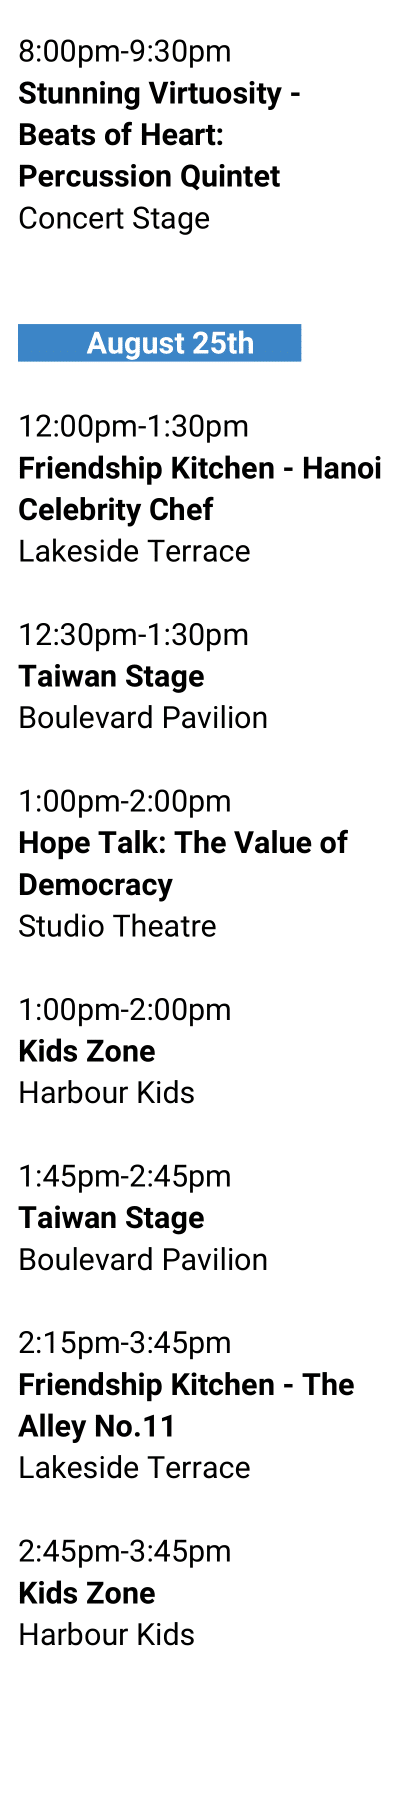 8:00pm-9:30pm
Stunning Virtuosity -
Beats of Heart:
Percussion Quintet
Concert Stage
August 25th
12:00pm-1:30pm
Friendship Kitchen - Hanoi
Celebrity Chef
Lakeside Terrace
12:30pm-1:30pm
Taiwan Stage
Boulevard Pavilion
1:00pm-2:00pm
Hope Talk: The Value of
Democracy
Studio Theatre
1:00pm-2:00pm
Kids Zone
Harbour Kids
1:45pm-2:45pm
Taiwan Stage
Boulevard Pavilion
2:15pm-3:45pm
Friendship Kitchen - The
Alley No.11
Lakeside Terrace
2:45pm-3:45pm
Kids Zone
Harbour Kids